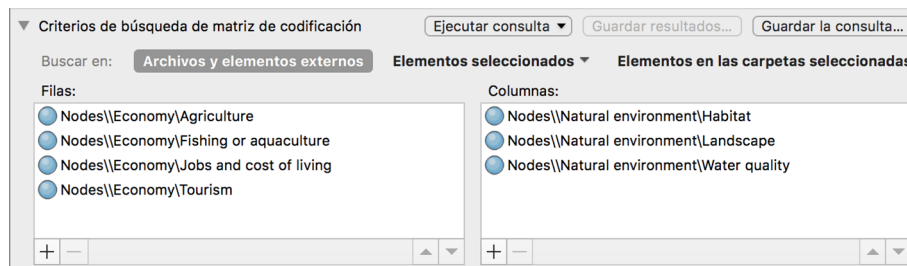 Criterios de búsqueda de matriz de codificación Ejecutar consulta Guardar resultados... Guardar la consulta...
Buscar en: Archivos y elementos externos Elementos seleccionados Elementos en las carpetas seleccionadas
Filas: Columnas:
Nodes\\Economy\Agriculture Nodes\\Natural environment\Habitat
Nodes\\Economy\Fishing or aquaculture Nodes\\Natural environment\Landscape
Nodes\\Economy\Jobs and cost of living Nodes\\Natural environment\Water quality
Nodes\\Economy\Tourism